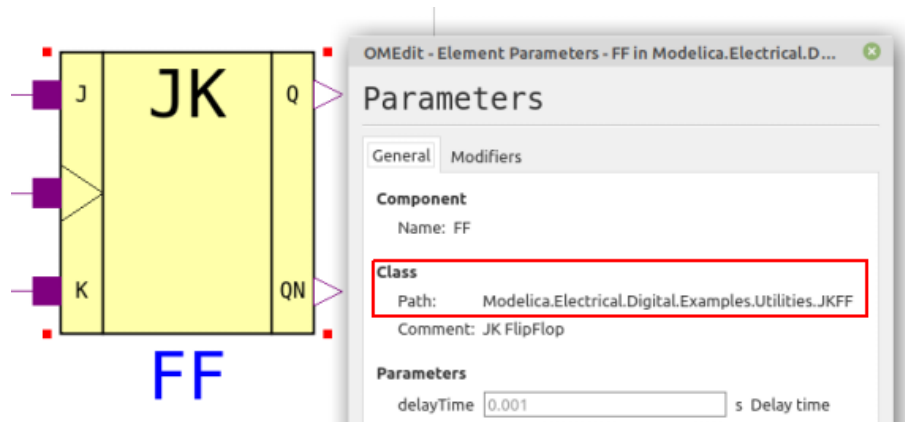 JK
J
Q
K
QN
FF
OMEdit - Element Parameters - FF in Modelica.Electrical.D...
Parameters
General Modifiers
Component
Name: FF
Class
Path: Modelica.Electrical.Digital.Examples.Utilities.JKFF
Comment: JK FlipFlop
Parameters
delayTime 0.001 s Delay time